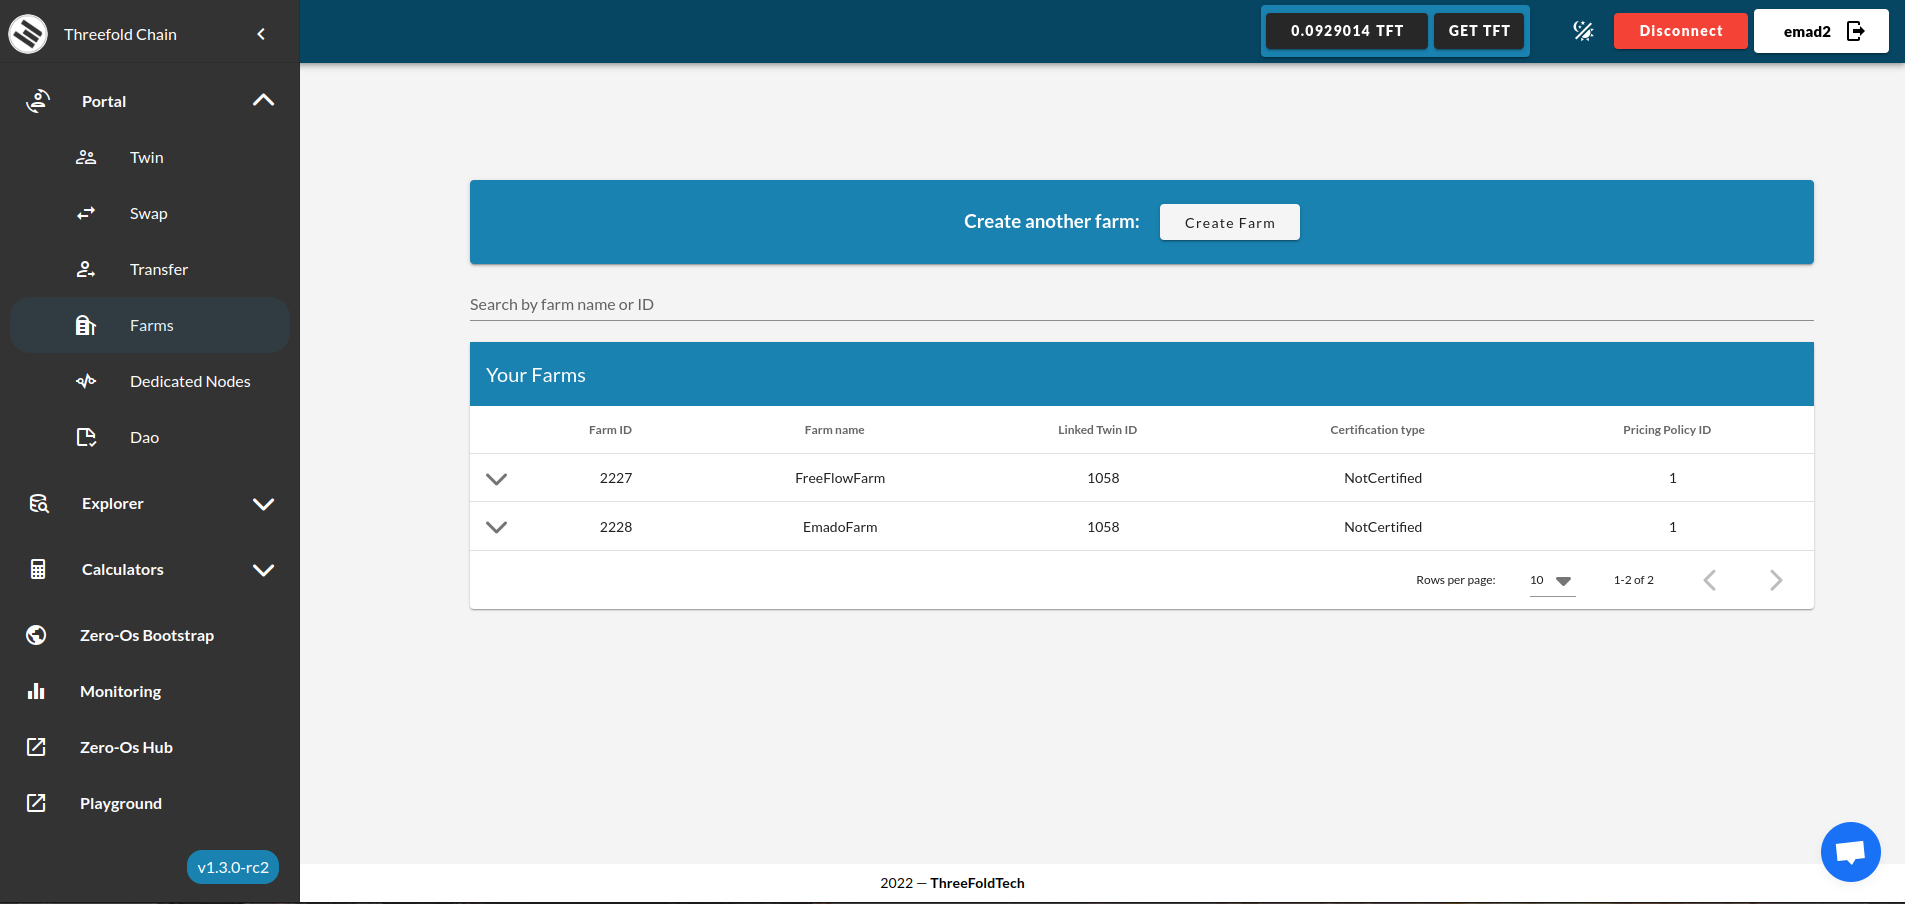 Threefold Chain
0.0929014 TFT
GET TFT
Disconnect
emad2
Portal
Twin
Swap
Transfer
Farms
Dedicated Nodes
Dao
Explorer
Calculators
Zero-Os Bootstrap
Monitoring
Zero-Os Hub
Playground
v1.3.0-rc2
Create another farm: Create Farm
Search by farm name or ID
Your Farms
Farm ID Farm name Linked Twin ID Certification type Pricing Policy ID
2227 FreeFlowFarm 1058 NotCertified 1
2228 EmadoFarm 1058 NotCertified 1
Rows per page: 10 1-2 of 2
2022 — ThreeFoldTech